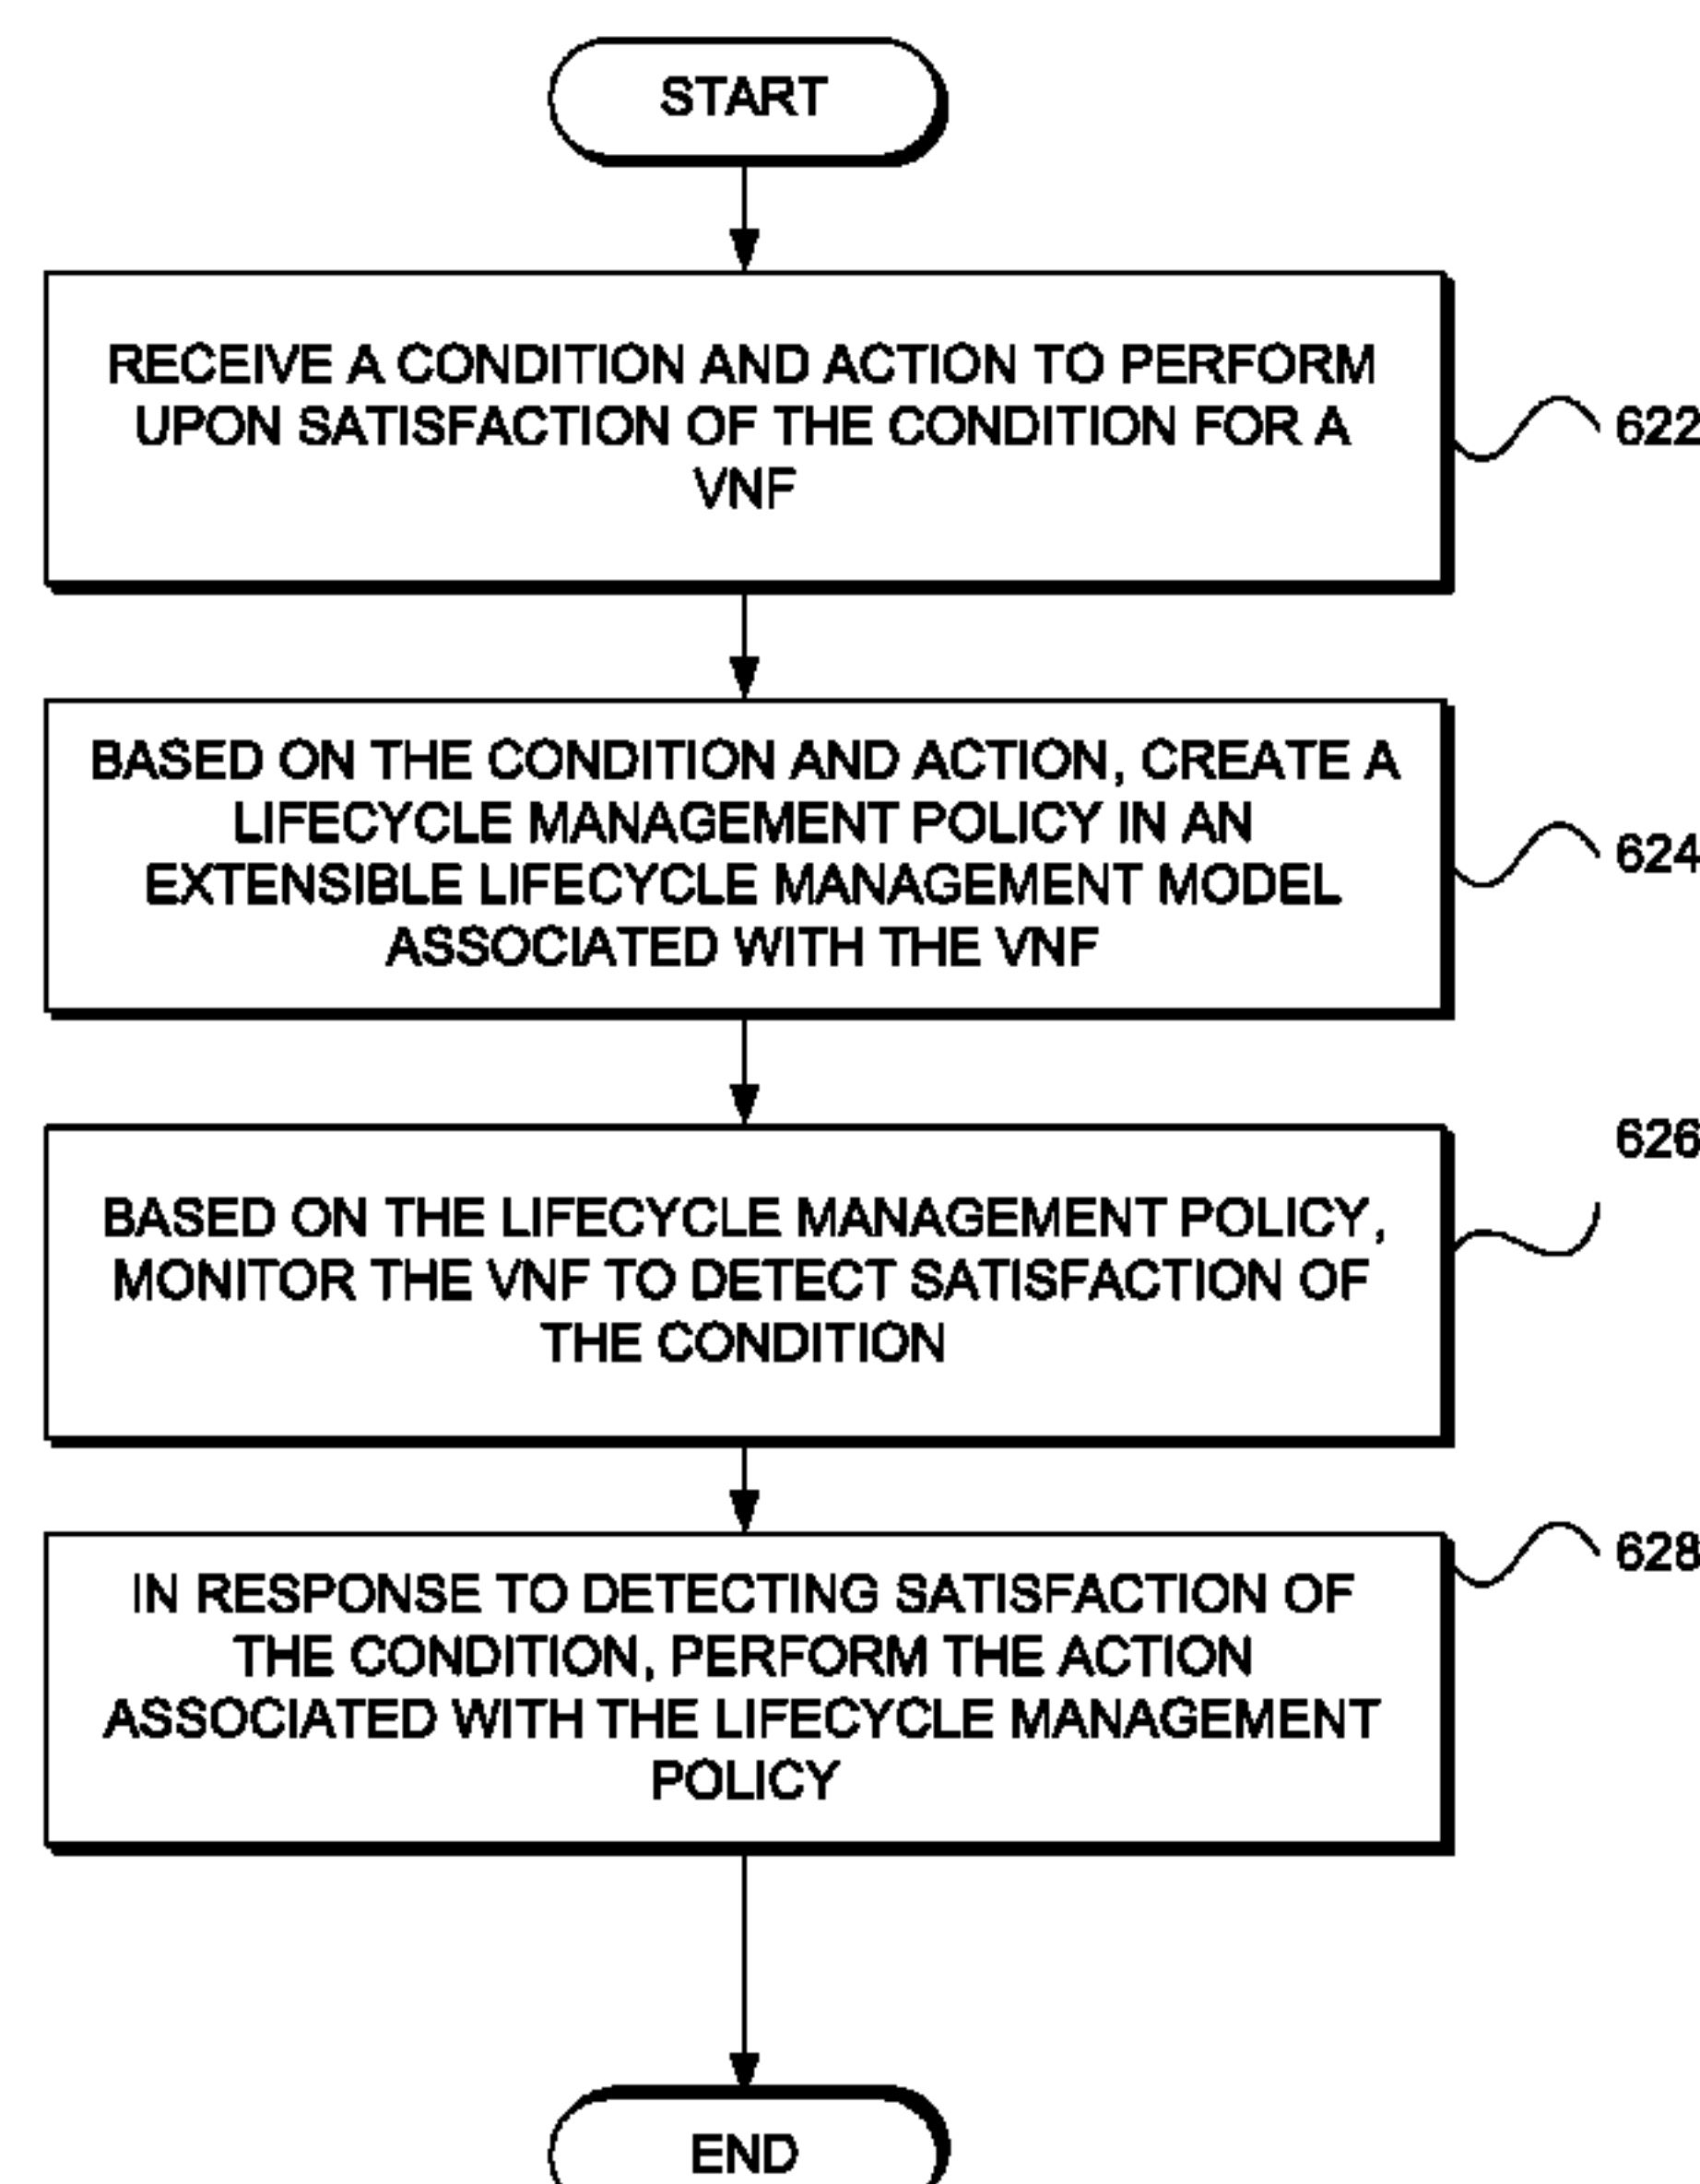 START
RECEIVE A CONDITION AND ACTION TO PERFORM
UPON SATISFACTION OF THE CONDITION FOR A
VNF
622
BASED ON THE CONDITION AND ACTION, CREATE A
LIFECYCLE MANAGEMENT POLICY IN AN
EXTENSIBLE LIFECYCLE MANAGEMENT MODEL
ASSOCIATED WITH THE VNF
624
BASED ON THE LIFECYCLE MANAGEMENT POLICY,
MONITOR THE VNF TO DETECT SATISFACTION OF
THE CONDITION
626
IN RESPONSE TO DETECTING SATISFACTION OF
THE CONDITION, PERFORM THE ACTION
ASSOCIATED WITH THE LIFECYCLE MANAGEMENT
POLICY
628
END